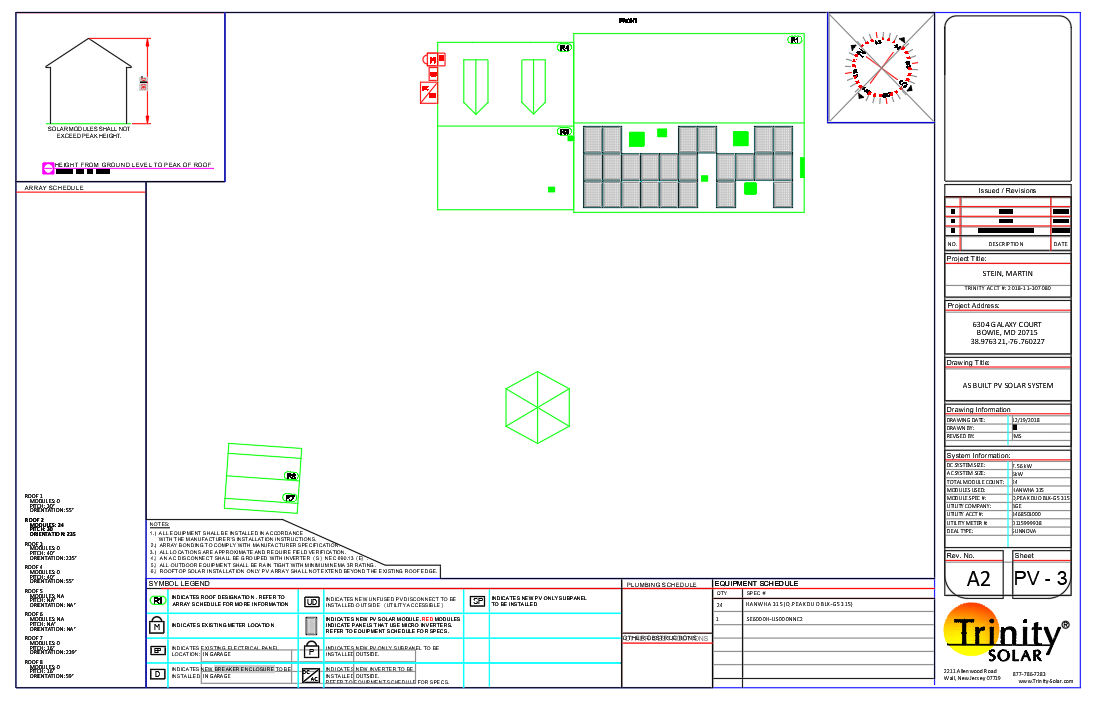 FRONT
SOLAR MODULES SHALL NOT
EXCEED PEAK HEIGHT.
HEIGHT FROM GROUND LEVEL TO PEAK OF ROOF
ARRAY SCHEDULE
ROOF 1
MODULES: 0
PITCH: 30°
ORIENTATION: 55°
ROOF 2
MODULES: 24
PITCH: 30
ORIENTATION: 235
ROOF 3
MODULES: 0
PITCH: 40°
ORIENTATION: 235°
ROOF 4
MODULES: 0
PITCH: 40°
ORIENTATION: 55°
ROOF 5
MODULES: NA
PITCH: NA°
ORIENTATION: NA°
ROOF 6
MODULES: NA
PITCH: NA°
ORIENTATION: NA°
ROOF 7
MODULES: 0
ORIENTATION: 239°
ROOF 8
MODULES: 0
ORIENTATION: 59°
R4
R1
R3
R8
R7
NOTES:
1.) ALL EQUIPMENT SHALL BE INSTALLED IN ACCORDANCE
WITH THE MANUFACTURER'S INSTALLATION INSTRUCTIONS.
2.) ARRAY BONDING TO COMPLY WITH MANUFACTURER SPECIFICATION.
3.) ALL LOCATIONS ARE APPROXIMATE AND REQUIRE FIELD VERIFICATION.
4.) AN AC DISCONNECT SHALL BE GROUPED WITH INVERTER (S) NEC 690.13 (E).
5.) ALL OUTDOOR EQUIPMENT SHALL BE RAIN TIGHT WITH MINIMUM NEMA 3R RATING.
6.) ROOFTOP SOLAR INSTALLATION ONLY PV ARRAY SHALL NOT EXTEND BEYOND THE EXISTING ROOF EDGE.
SYMBOL LEGEND
R1 INDICATES ROOF DESIGNATION . REFER TO
ARRAY SCHEDULE FOR MORE INFORMATION
M INDICATES EXISTING METER LOCATION
EP INDICATES EXISTING ELECTRICAL PANEL
LOCATION: IN GARAGE
D INDICATES NEW BREAKER ENCLOSURE TO BE
INSTALLED IN GARAGE
UD INDICATES NEW UNFUSED PV DISCONNECT TO BE
INSTALLED OUTSIDE (UTILITY ACCESSIBLE)
INDICATES NEW PV SOLAR MODULE. RED MODULES
INDICATE PANELS THAT USE MICRO INVERTERS.
REFER TO EQUIPMENT SCHEDULE FOR SPECS.
P INDICATES NEW PV ONLY SUBPANEL TO BE
INSTALLED OUTSIDE.
INDICATES NEW INVERTER TO BE
INSTALLED OUTSIDE.
REFER TO EQUIPMENT SCHEDULE FOR SPECS.
SP INDICATES NEW PV ONLY SUBPANEL
TO BE INSTALLED
PLUMBING SCHEDULE
OTHER OBSTRUCTIONS
EQUIPMENT SCHEDULE
QTY SPEC #
24 HANWHA 315 (Q.PEAK DUO BLK-G5 315)
1 SE6000H-US000NNC2
Issued / Revisions
NO. DESCRIPTION DATE
Project Title:
STEIN, MARTIN
TRINITY ACCT #: 2018-11-307080
Project Address:
6304 GALAXY COURT
BOWIE, MD 20715
38.976321,-76.760227
Drawing Title:
AS BUILT PV SOLAR SYSTEM
Drawing Information
DRAWING DATE: 12/19/2018
DRAWN BY:
REVISED BY: MS
System Information:
DC SYSTEM SIZE: 7.56kW
AC SYSTEM SIZE: 6kW
TOTAL MODULE COUNT: 24
MODULES USED: HANWHA 315
MODULE SPEC #: Q.PEAK DUO BLK-G5 315
UTILITY COMPANY:
UTILITY ACCT #:
UTILITY METER #:
DEAL TYPE: SUNNOVA
Rev. No. Sheet
A2 PV - 3
Trinity®
SOLAR
2211 Allenwood Road
Wall, New Jersey 07719
877-786-7283
www.Trinity-Solar.com